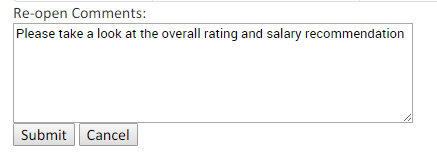 Re-open Comments:
Please take a look at the overall rating and salary recommendation
Submit Cancel